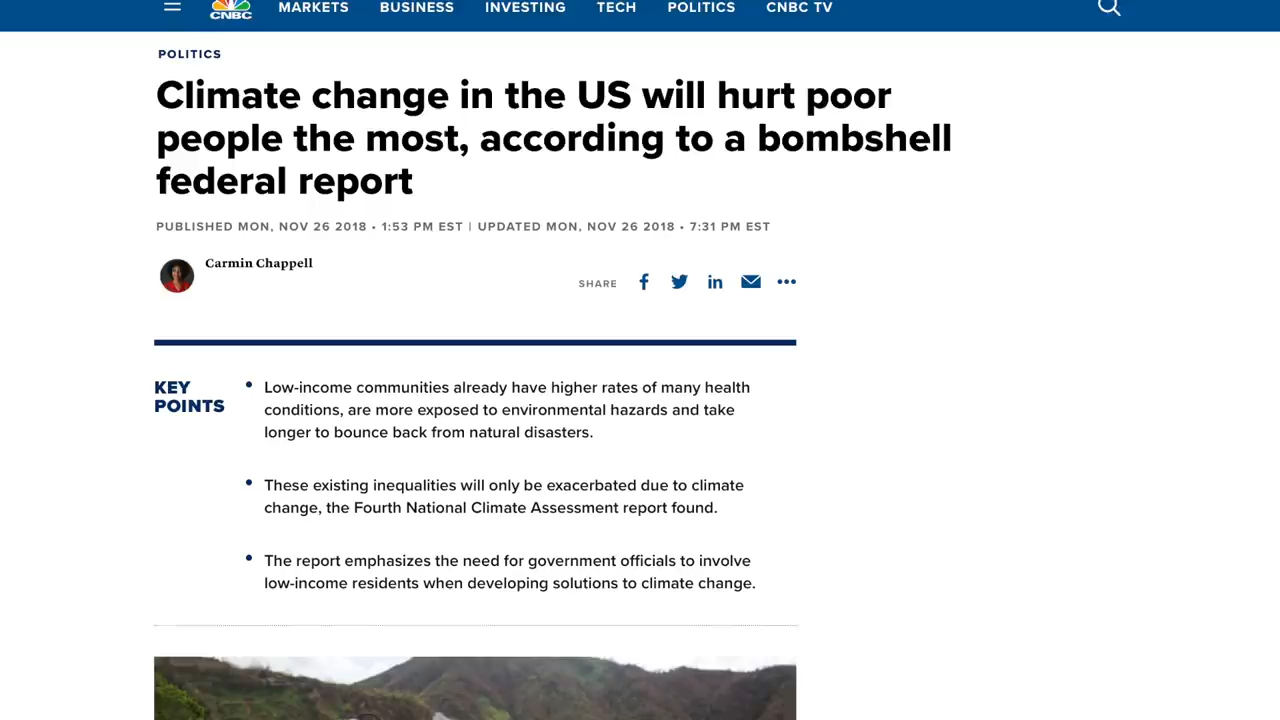 CNBC
MARKETS BUSINESS INVESTING TECH POLITICS CNBC TV
POLITICS
Climate change in the US will hurt poor
people the most, according to a bombshell
federal report
PUBLISHED MON, NOV 26 2018 • 1:53 PM EST | UPDATED MON, NOV 26 2018 • 7:31 PM EST
Carmin Chappell
SHARE
KEY
POINTS
• Low-income communities already have higher rates of many health
conditions, are more exposed to environmental hazards and take
longer to bounce back from natural disasters.
• These existing inequalities will only be exacerbated due to climate
change, the Fourth National Climate Assessment report found.
• The report emphasizes the need for government officials to involve
low-income residents when developing solutions to climate change.